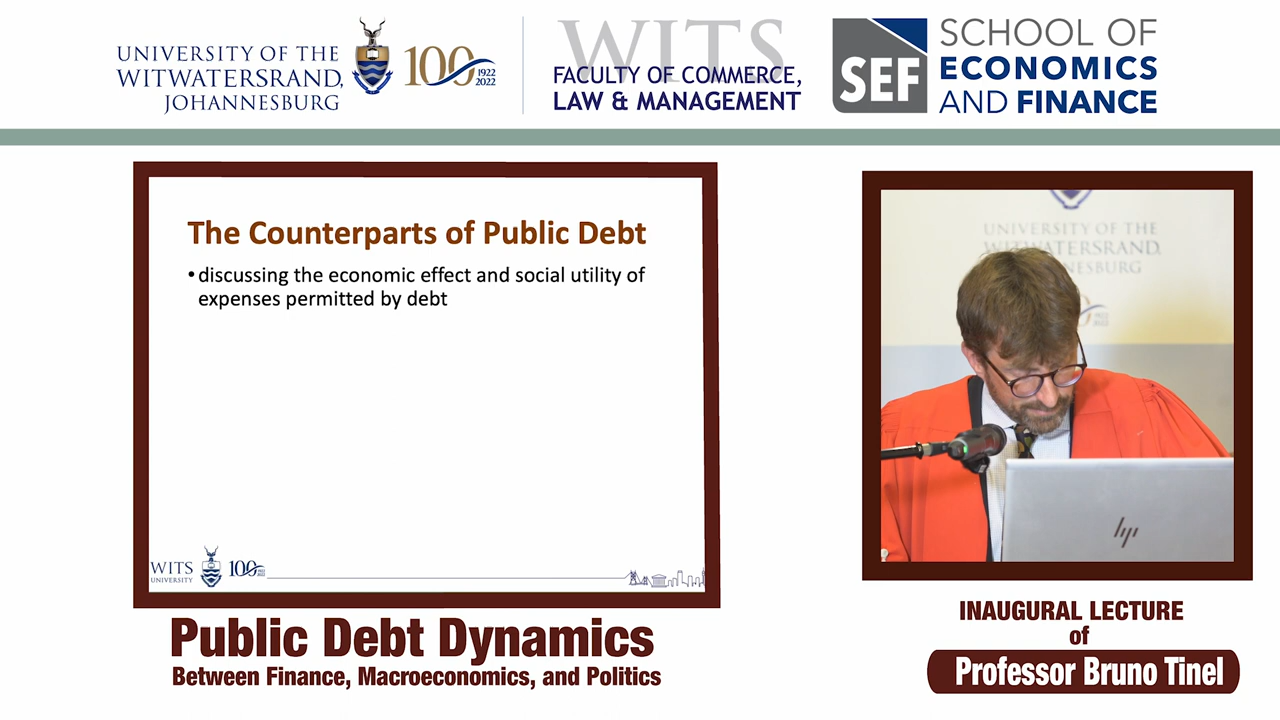 UNIVERSITY OF THE
WITWATERSRAND,
JOHANNESBURG
100
1922
2022
WITS
FACULTY OF COMMERCE,
LAW & MANAGEMENT
SEF
SCHOOL OF
ECONOMICS
AND FINANCE
The Counterparts of Public Debt
• discussing the economic effect and social utility of
expenses permitted by debt
WITS
UNIVERSITY
100
UNIVERSITY OF THE
WITWATERSRAND,
NESBURG
hp
Public Debt Dynamics
Between Finance, Macroeconomics, and Politics
INAUGURAL LECTURE
of
Professor Bruno Tinel